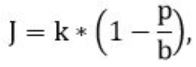 J = k * (1 − p/b),